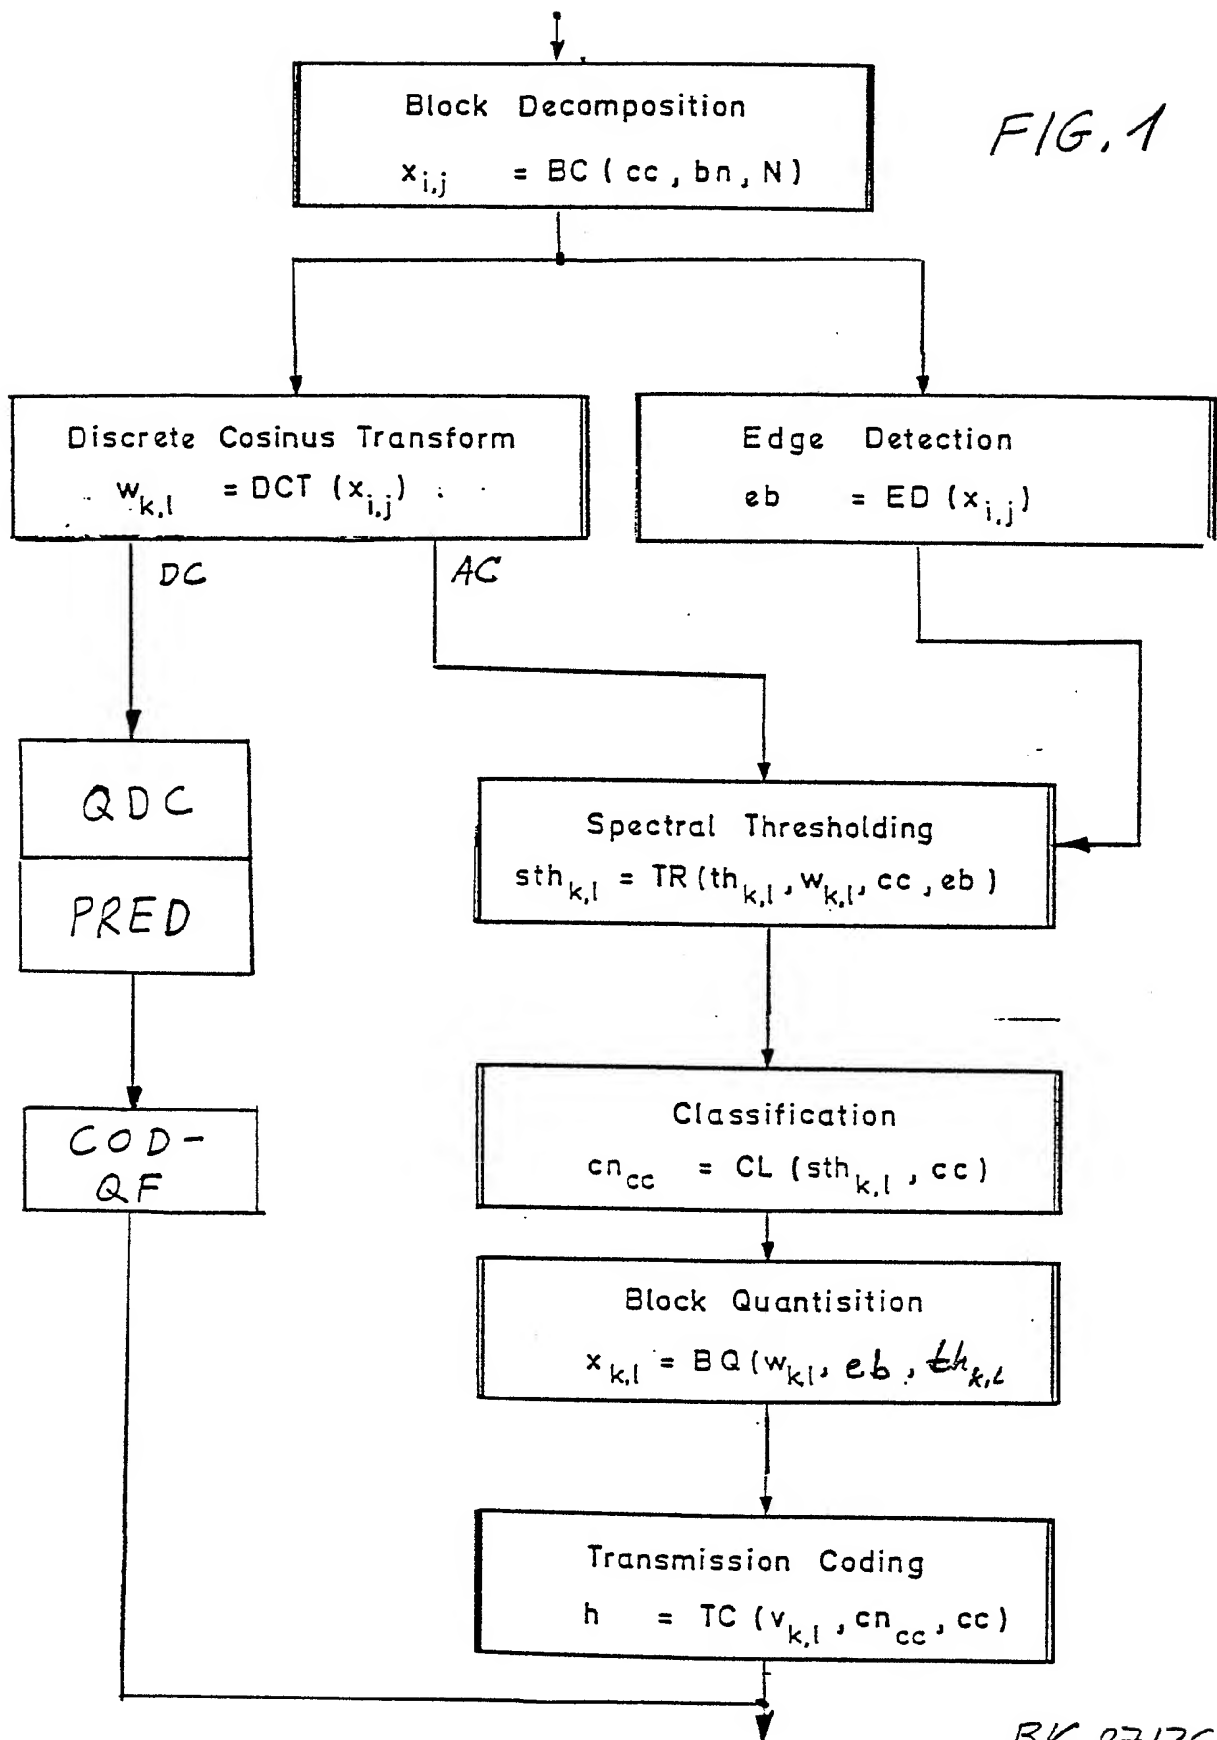 Block Decomposition
x_{i,j} = BC ( cc , bn , N )
FIG. 1
Discrete Cosinus Transform
w_{k,l} = DCT ( x_{i,j} )
Edge Detection
eb = ED ( x_{i,j} )
DC
AC
QDC
PRED
Spectral Thresholding
sth_{k,l} = TR ( th_{k,l} , w_{k,l} , cc , eb )
Classification
cn_{cc} = CL ( sth_{k,l} , cc )
COD-
QF
Block Quantisition
x_{k,l} = BQ ( w_{k,l} , eb , th_{k,l}
Transmission Coding
h = TC ( v_{k,l} , cn_{cc} , cc )